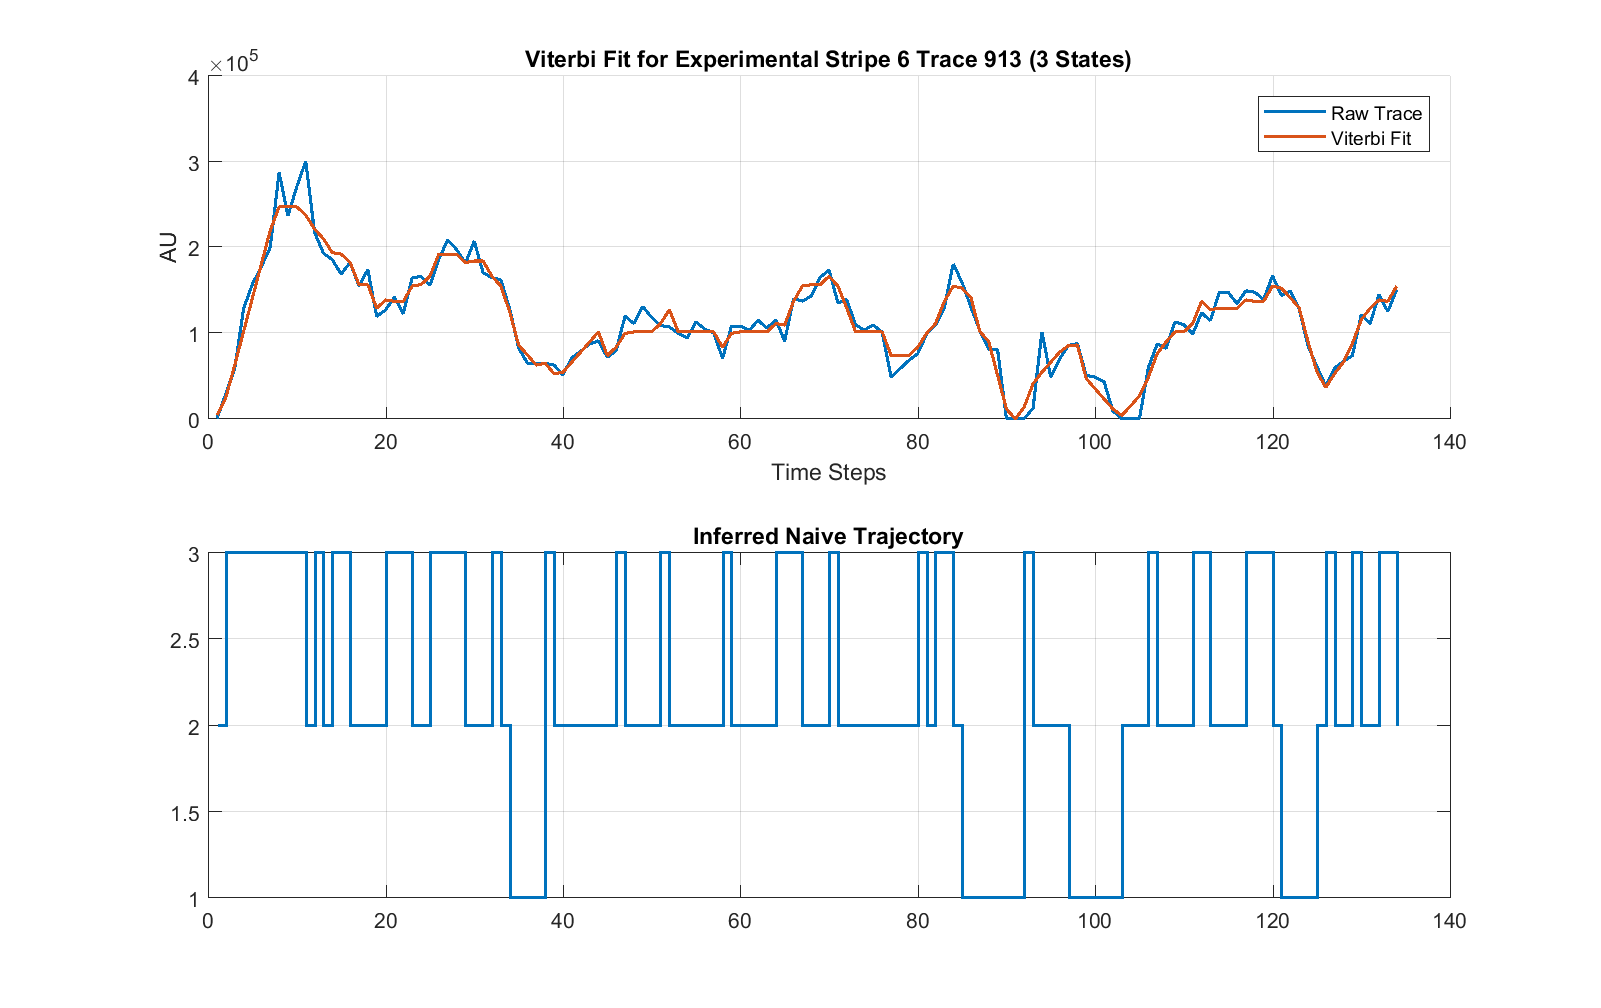 Viterbi Fit for Experimental Stripe 6 Trace 913 (3 States)
×10^5
4
3
2
1
0
AU
Raw Trace
Viterbi Fit
0 20 40 60 80 100 120 140
Time Steps
Inferred Naive Trajectory
3
2.5
2
1.5
1
0 20 40 60 80 100 120 140